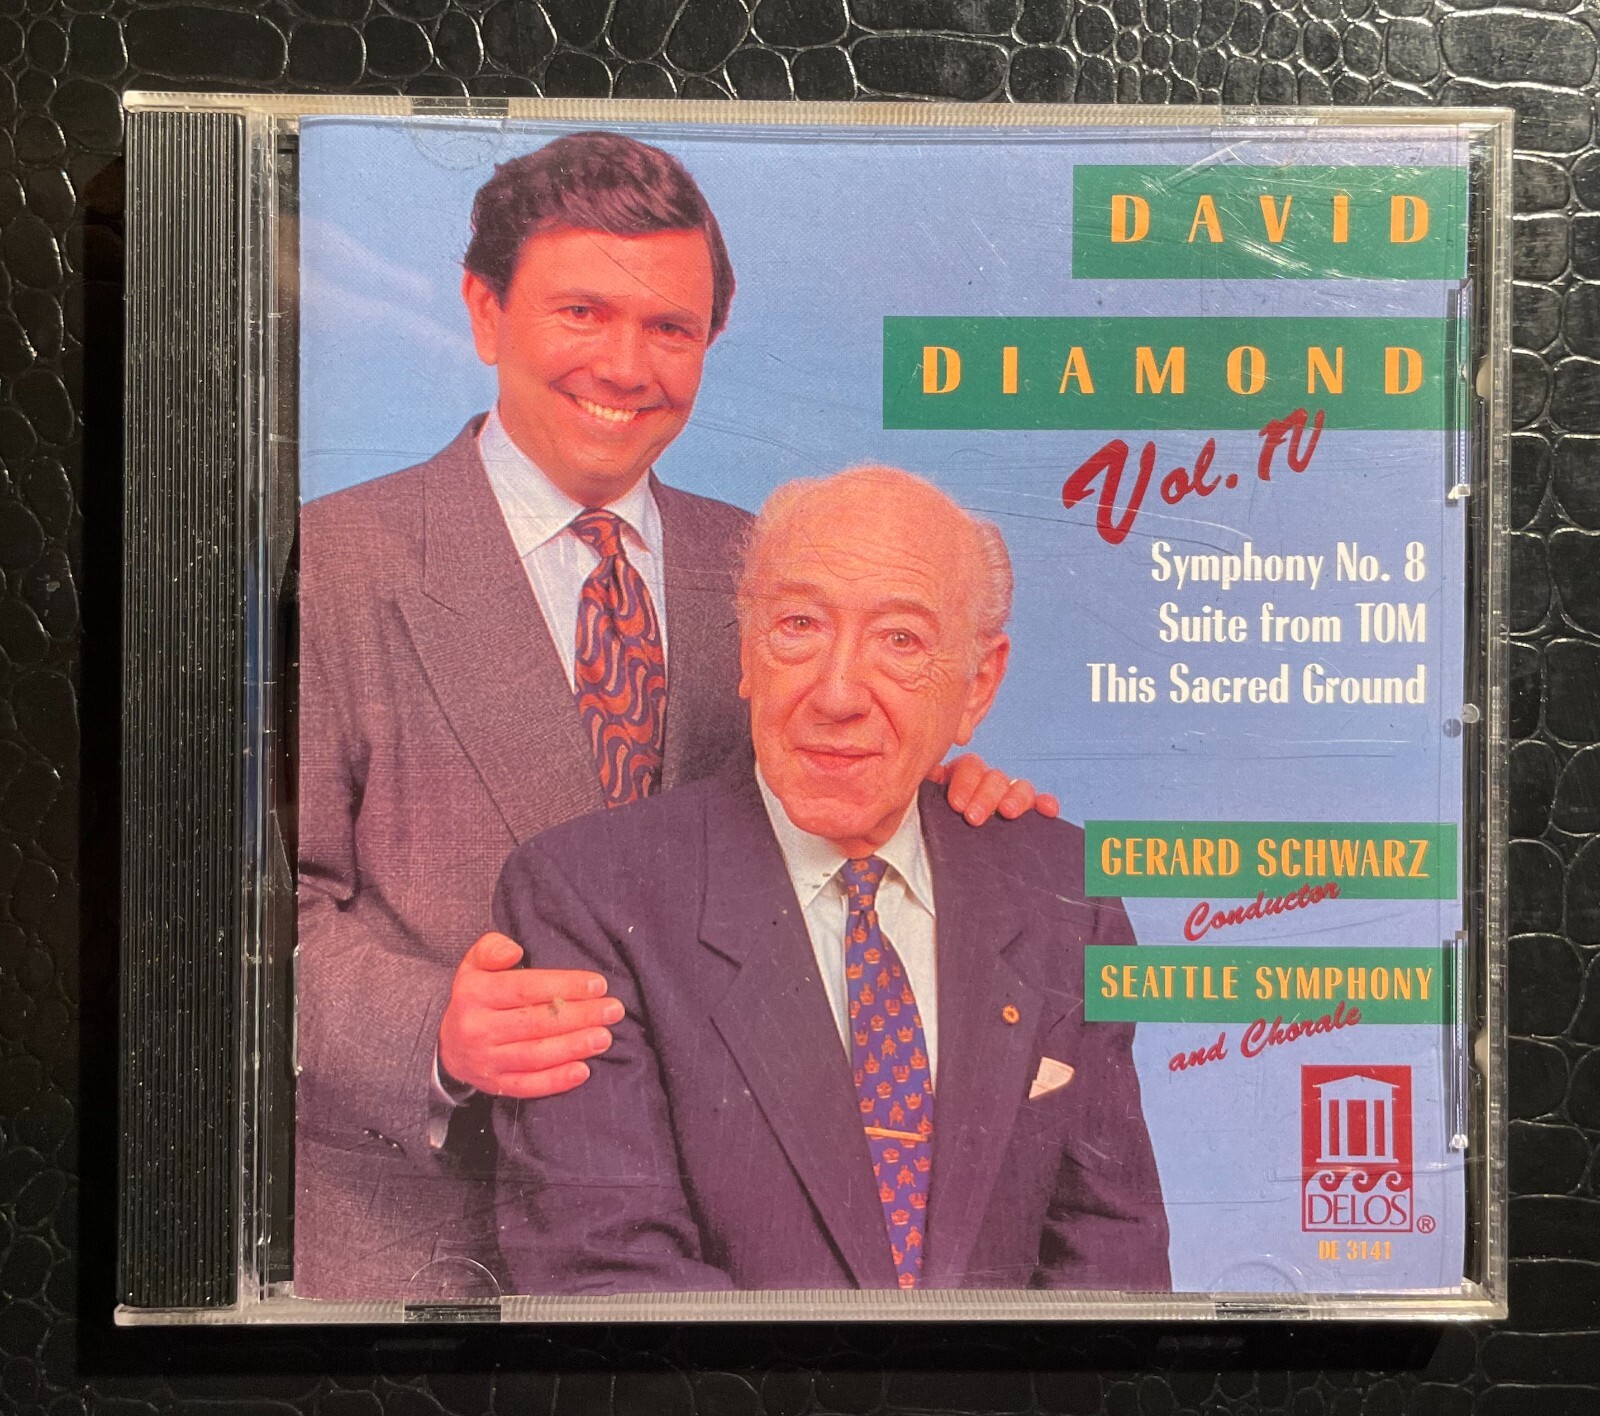 DAVID
DIAMOND
Vol. IV
Symphony No. 8
Suite from TOM
This Sacred Ground
GERARD SCHWARZ
Conductor
SEATTLE SYMPHONY
and Chorale
DELOS®
DE 3141